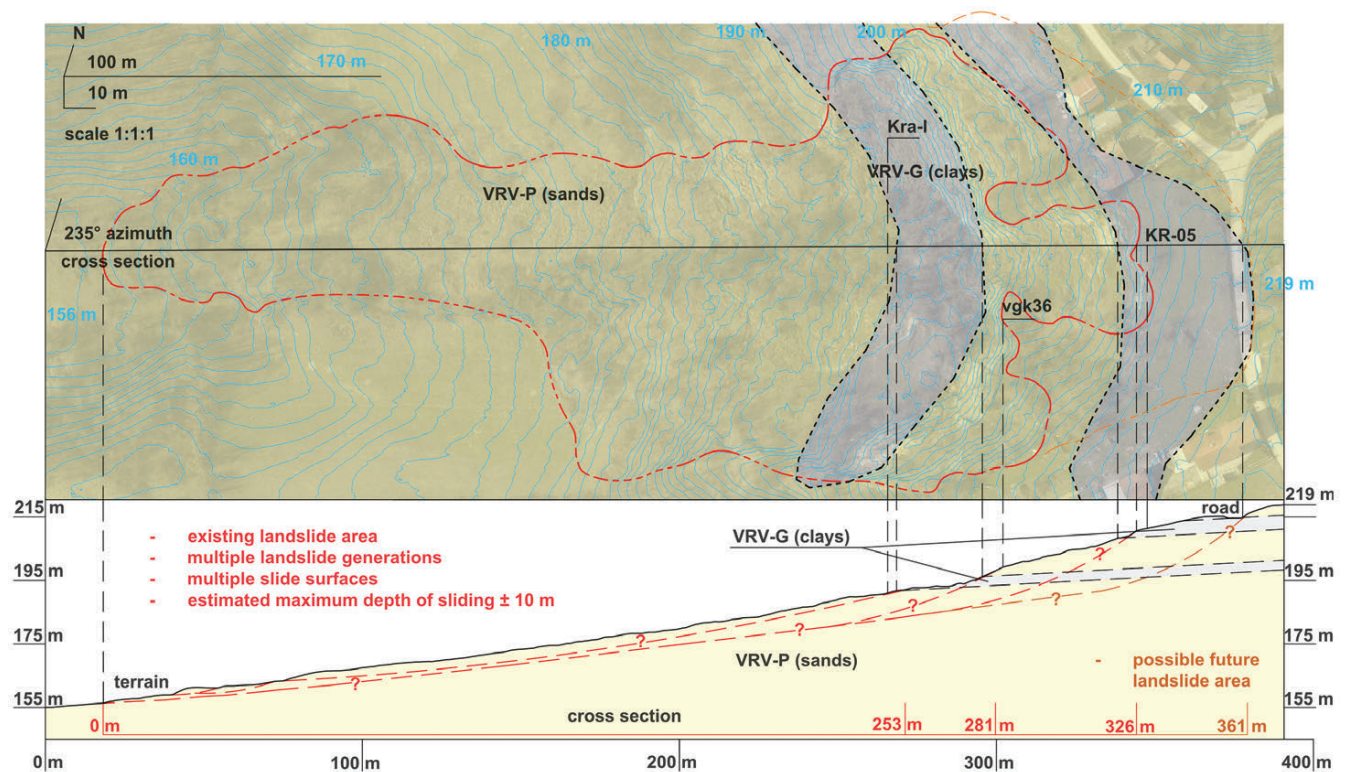 N
100 m
10 m
scale 1:1:1
160 m
170 m
180 m
190 m
200 m
210 m
Kra-I
VRV-G (clays)
VRV-P (sands)
235° azimuth
cross section
KR-05
156 m
vgk36
219 m
215 m
219 m
road
- existing landslide area
- multiple landslide generations
- multiple slide surfaces
- estimated maximum depth of sliding ± 10 m
VRV-G (clays)
195 m
195 m
?
?
?
?
?
?
?
?
175 m
175 m
VRV-P (sands)
- possible future
landslide area
terrain
155 m
155 m
cross section
0 m
253 m
281 m
326 m
361 m
0m
100m
200 m
300 m
400 m